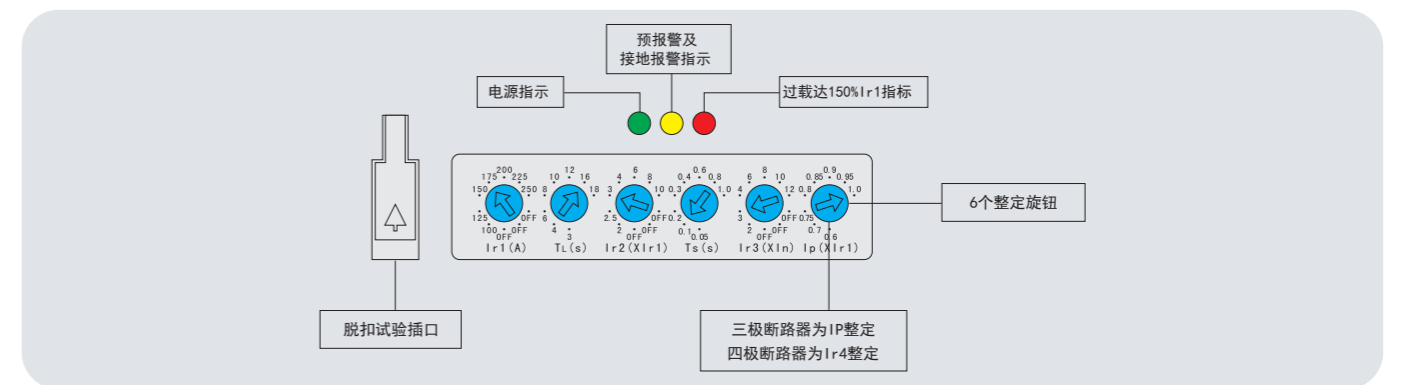 预报警及
接地报警指示
电源指示
过载达150%Ir1指标
200
175 225
150 250
125 OFF
100 OFF
OFF
Ir1(A)
12
10 16
8 18
6
4
3
TL(s)
6
4 8
3 10
2.5 OFF
2 OFF
OFF
Ir2(XIr1)
0.6
0.4 0.8
0.3 1.0
0.2
0.1
0.05
Ts(s)
8
6 10
4 12
3 OFF
2 OFF
OFF
Ir3(XIn)
0.9
0.85 0.95
0.8 1.0
0.75
0.7
0.6
Ip(XIr1)
6个整定旋钮
脱扣试验插口
三极断路器为IP整定
四极断路器为Ir4整定